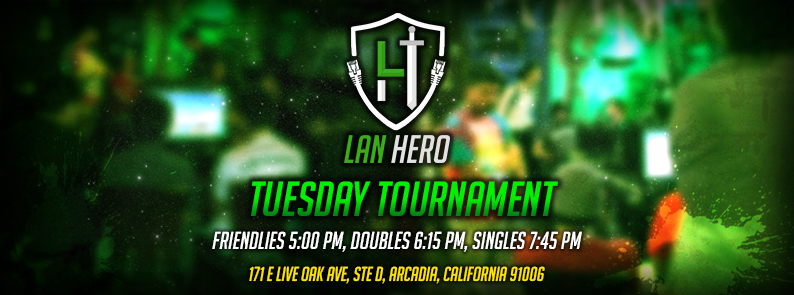 LAN HERO
TUESDAY TOURNAMENT
FRIENDLIES 5:00 PM, DOUBLES 6:15 PM, SINGLES 7:45 PM
171 E LIVE OAK AVE, STE D, ARCADIA, CALIFORNIA 91006